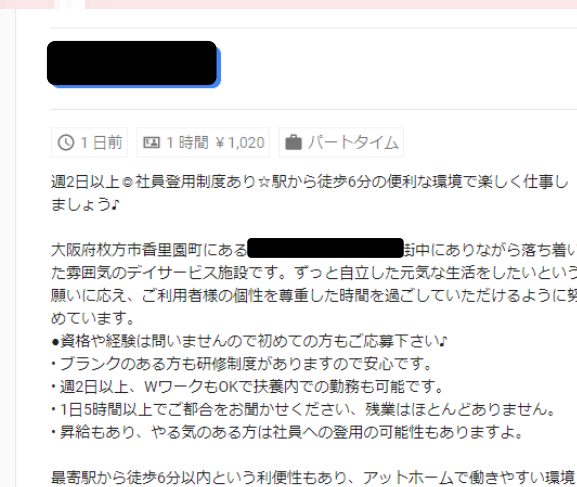 1 日前 1 時間 ¥1,020 パートタイム
週2日以上☺社員登用制度あり☆駅から徒歩6分の便利な環境で楽しく仕事し
ましょう♪
大阪府枚方市香里園町にある 街中にありながら落ち着い
た雰囲気のデイサービス施設です。ずっと自立した元気な生活をしたいという
願いに応え、ご利用者様の個性を尊重した時間を過ごしていただけるように努
めています。
●資格や経験は問いませんので初めての方もご応募下さい♪
・ブランクのある方も研修制度がありますので安心です。
・週2日以上、WワークもOKで扶養内での勤務も可能です。
・1日5時間以上でご都合をお聞かせください、残業はほとんどありません。
・昇給もあり、やる気のある方は社員への登用の可能性もありますよ。
最寄駅から徒歩6分以内という利便性もあり、アットホームで働きやすい環境